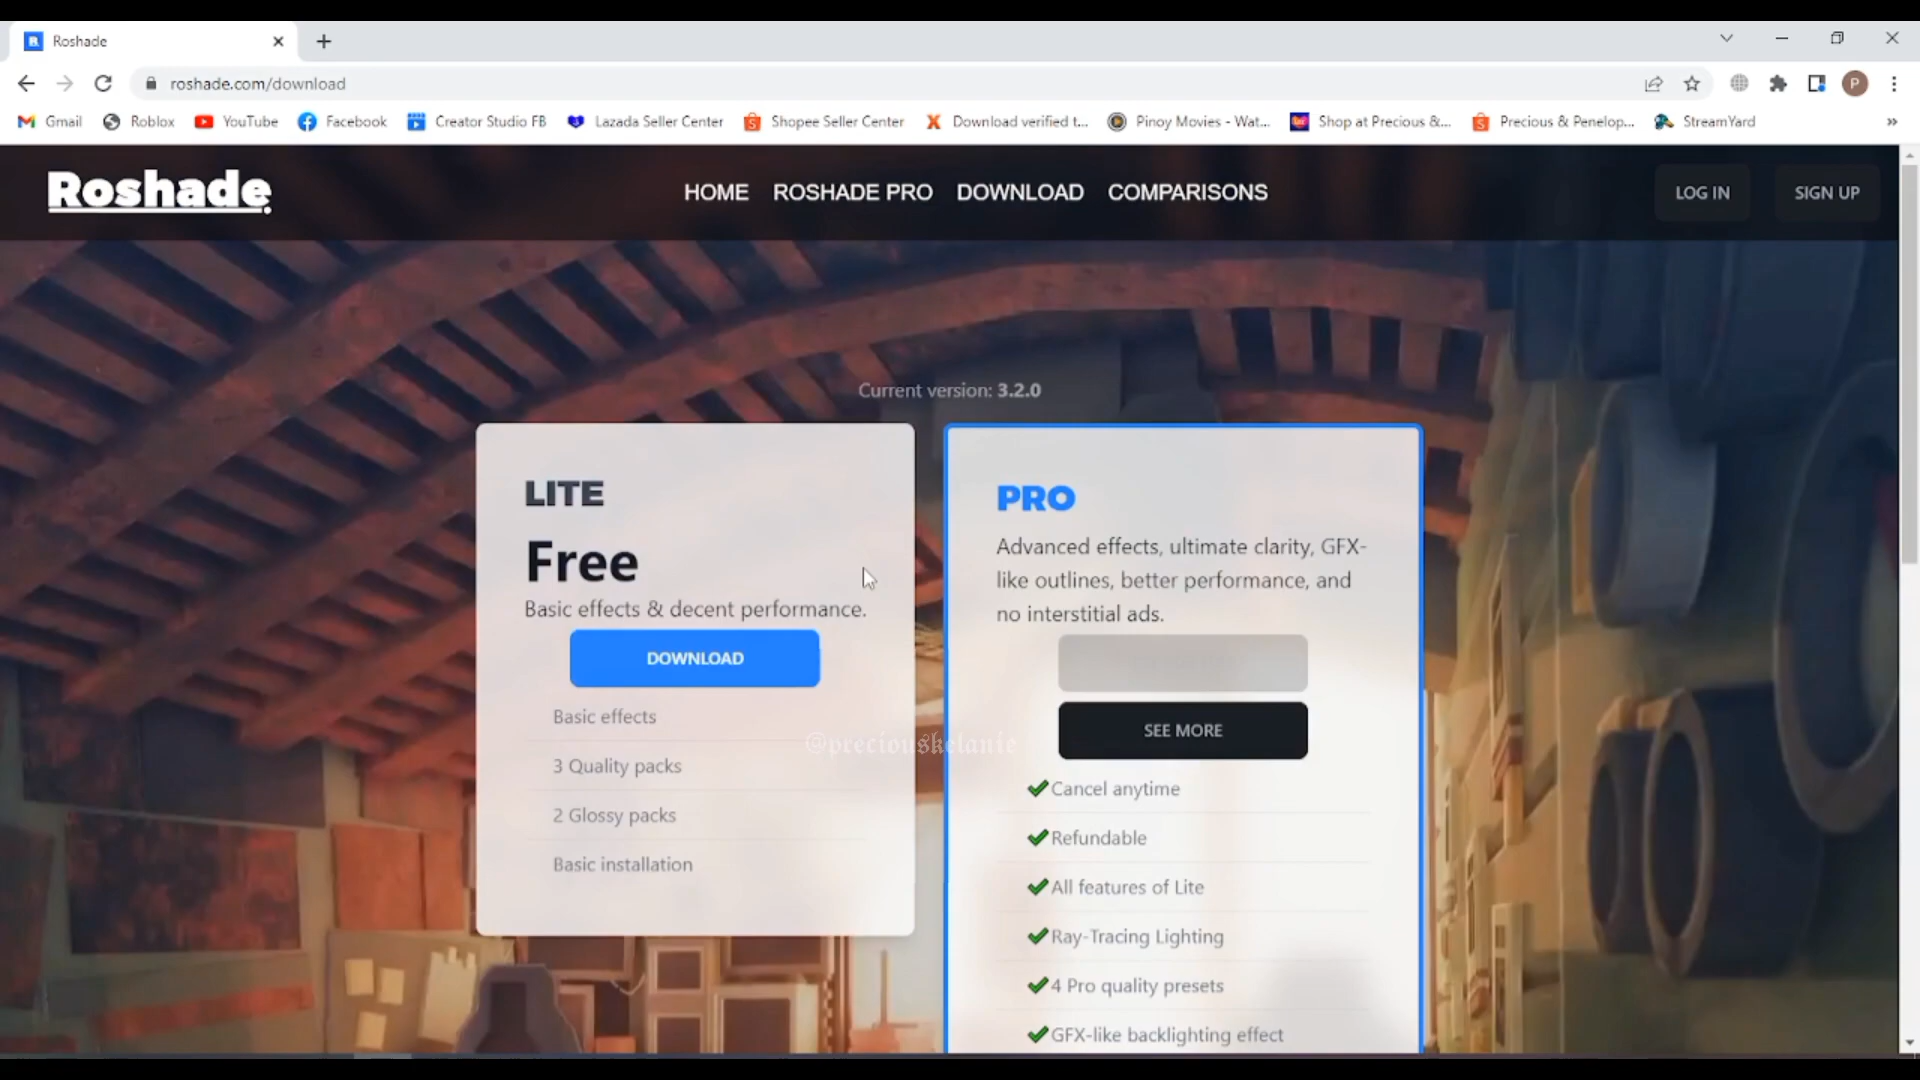 Roshade
roshade.com/download
P
Gmail
Roblox
YouTube
Facebook
Creator Studio FB
Lazada Seller Center
Shopee Seller Center
Download verified t...
Pinoy Movies - Wat...
Shop at Precious &...
Precious & Penelop...
StreamYard
Roshade
HOME
ROSHADE PRO
DOWNLOAD
COMPARISONS
LOG IN
SIGN UP
Current version: 3.2.0
LITE
Free
Basic effects & decent performance.
DOWNLOAD
Basic effects
3 Quality packs
2 Glossy packs
Basic installation
PRO
Advanced effects, ultimate clarity, GFX-
like outlines, better performance, and
no interstitial ads.
SEE MORE
Cancel anytime
Refundable
All features of Lite
Ray-Tracing Lighting
4 Pro quality presets
GFX-like backlighting effect
@preciouskelanie